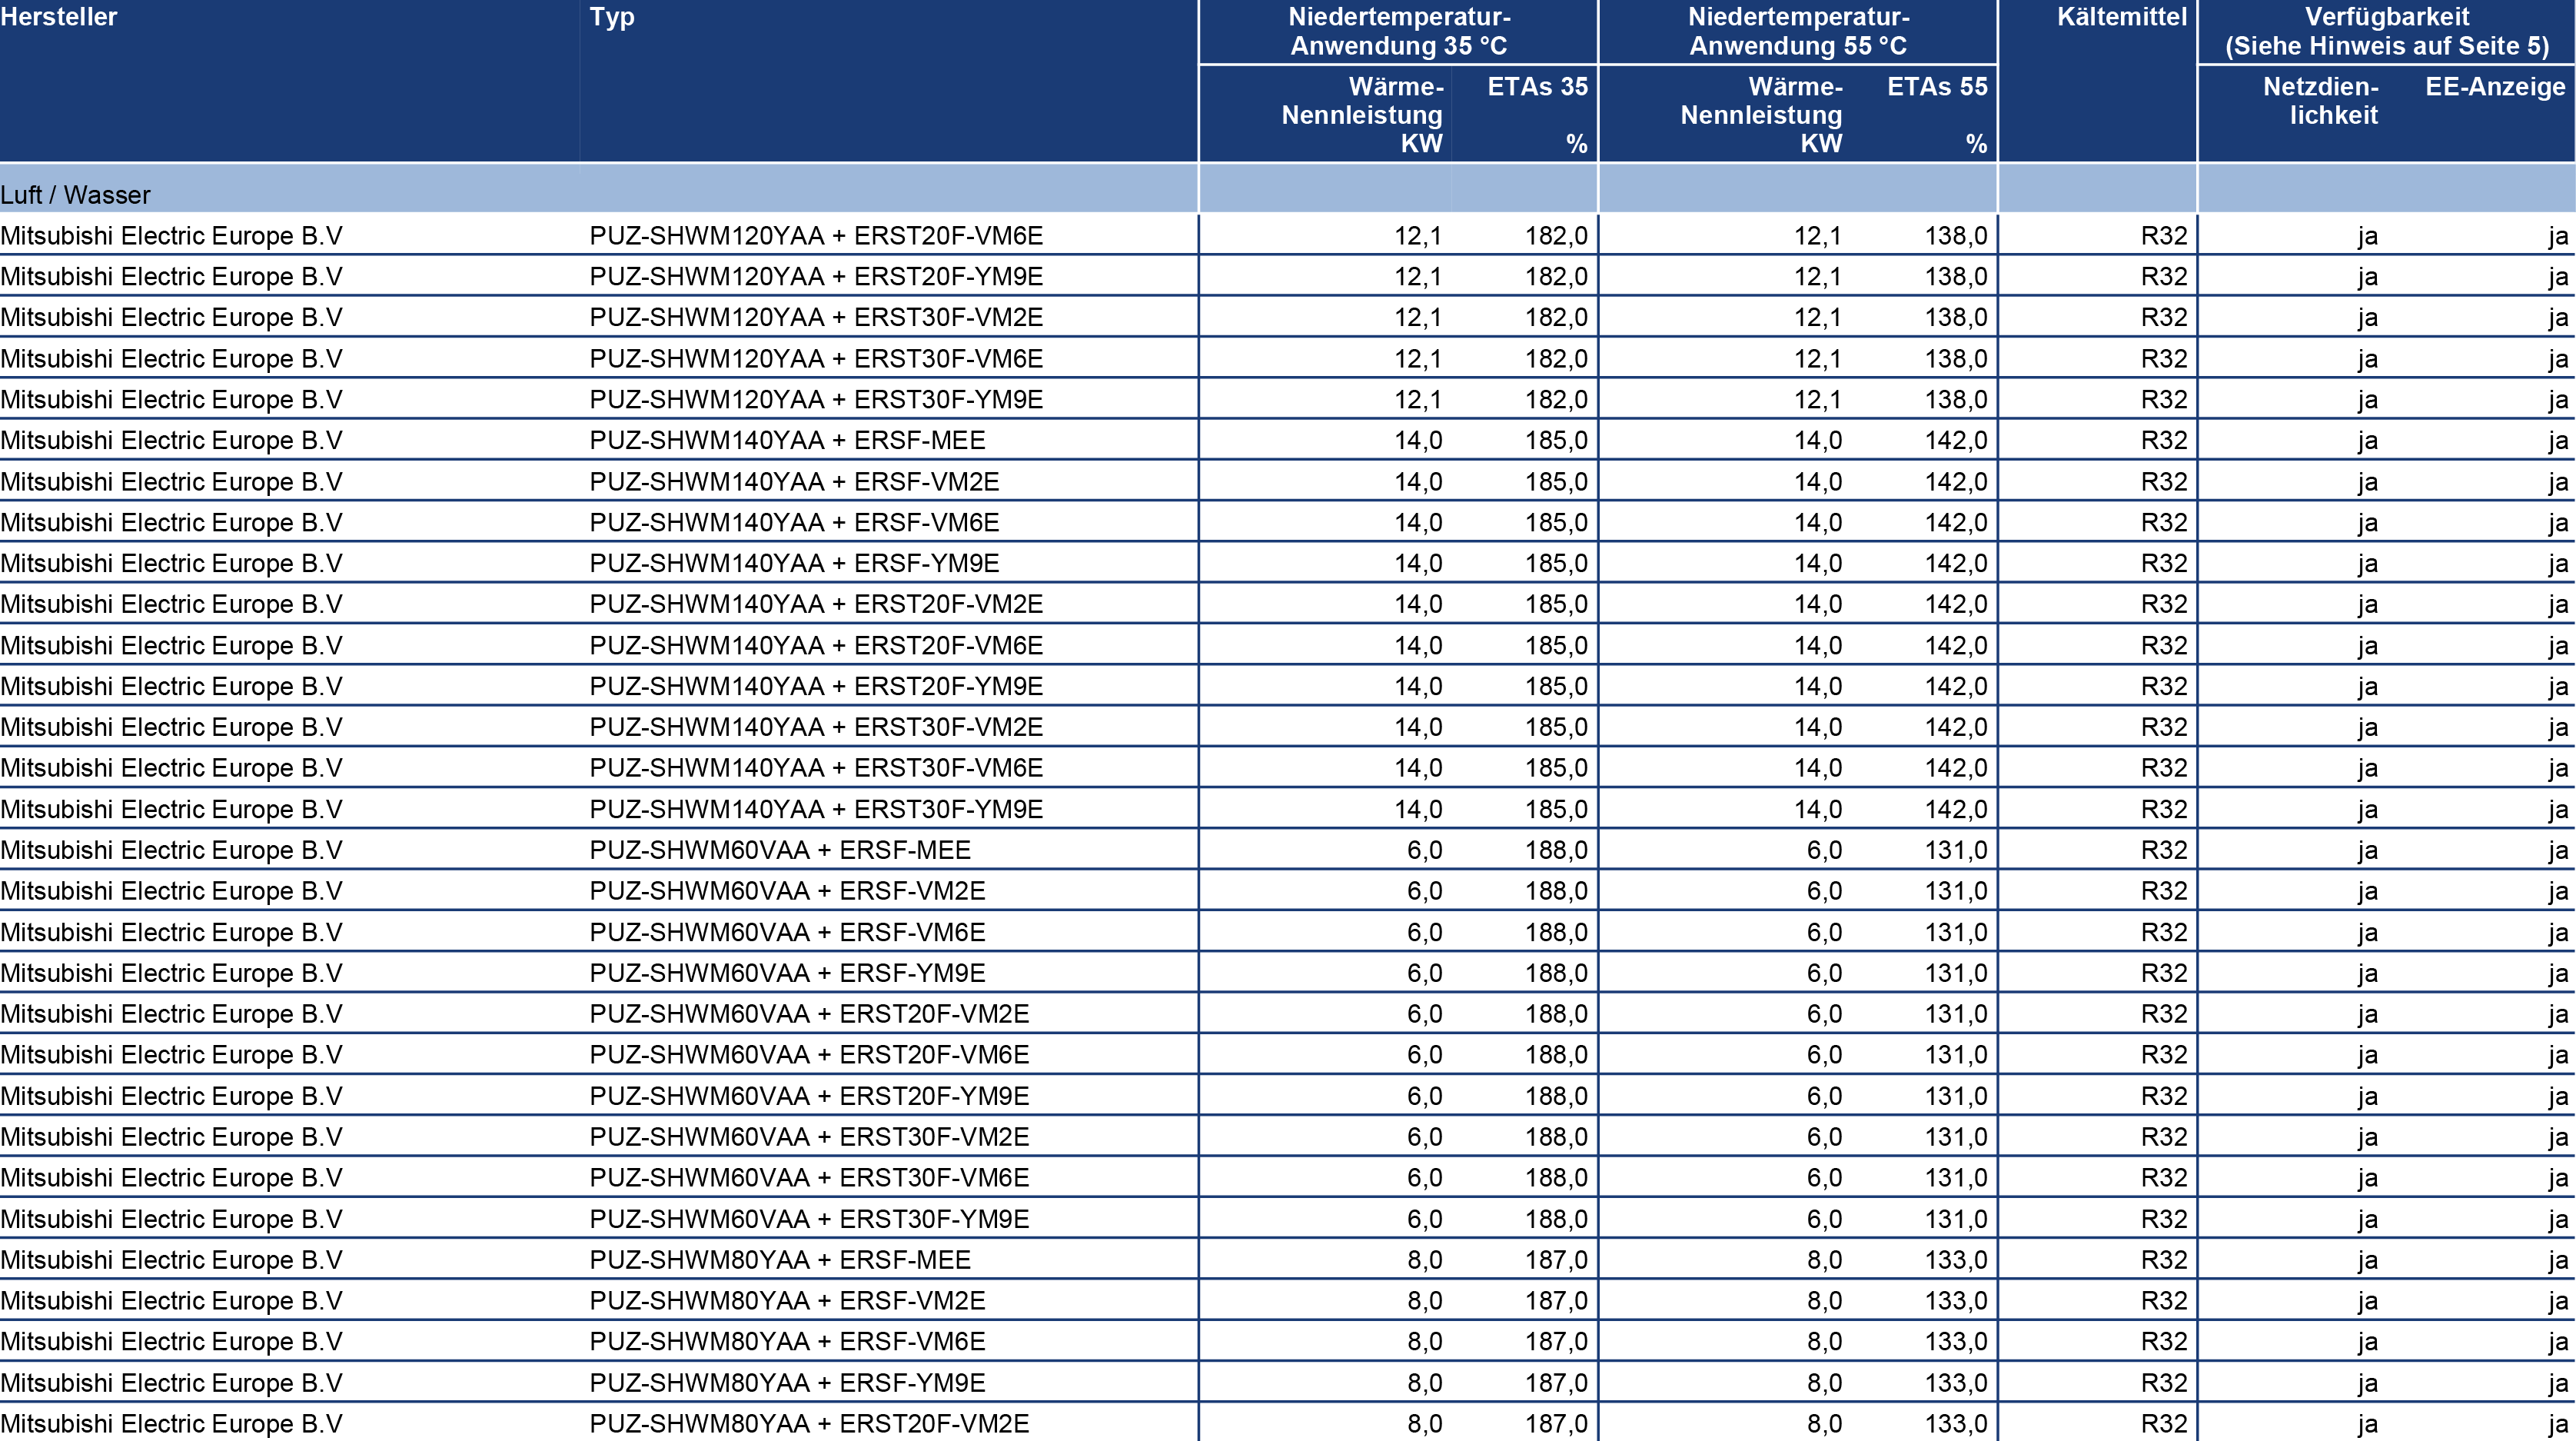 Hersteller Typ Niedertemperatur- Niedertemperatur- Kältemittel Verfügbarkeit
Anwendung 35 °C Anwendung 55 °C (Siehe Hinweis auf Seite 5)
Wärme- ETAs 35 Wärme- ETAs 55 Netzdien- EE-Anzeige
Nennleistung Nennleistung lichkeit
KW % KW %
Luft / Wasser
Mitsubishi Electric Europe B.V PUZ-SHWM120YAA + ERST20F-VM6E 12,1 182,0 12,1 138,0 R32 ja ja
Mitsubishi Electric Europe B.V PUZ-SHWM120YAA + ERST20F-YM9E 12,1 182,0 12,1 138,0 R32 ja ja
Mitsubishi Electric Europe B.V PUZ-SHWM120YAA + ERST30F-VM2E 12,1 182,0 12,1 138,0 R32 ja ja
Mitsubishi Electric Europe B.V PUZ-SHWM120YAA + ERST30F-VM6E 12,1 182,0 12,1 138,0 R32 ja ja
Mitsubishi Electric Europe B.V PUZ-SHWM120YAA + ERST30F-YM9E 12,1 182,0 12,1 138,0 R32 ja ja
Mitsubishi Electric Europe B.V PUZ-SHWM140YAA + ERSF-MEE 14,0 185,0 14,0 142,0 R32 ja ja
Mitsubishi Electric Europe B.V PUZ-SHWM140YAA + ERSF-VM2E 14,0 185,0 14,0 142,0 R32 ja ja
Mitsubishi Electric Europe B.V PUZ-SHWM140YAA + ERSF-VM6E 14,0 185,0 14,0 142,0 R32 ja ja
Mitsubishi Electric Europe B.V PUZ-SHWM140YAA + ERSF-YM9E 14,0 185,0 14,0 142,0 R32 ja ja
Mitsubishi Electric Europe B.V PUZ-SHWM140YAA + ERST20F-VM2E 14,0 185,0 14,0 142,0 R32 ja ja
Mitsubishi Electric Europe B.V PUZ-SHWM140YAA + ERST20F-VM6E 14,0 185,0 14,0 142,0 R32 ja ja
Mitsubishi Electric Europe B.V PUZ-SHWM140YAA + ERST20F-YM9E 14,0 185,0 14,0 142,0 R32 ja ja
Mitsubishi Electric Europe B.V PUZ-SHWM140YAA + ERST30F-VM2E 14,0 185,0 14,0 142,0 R32 ja ja
Mitsubishi Electric Europe B.V PUZ-SHWM140YAA + ERST30F-VM6E 14,0 185,0 14,0 142,0 R32 ja ja
Mitsubishi Electric Europe B.V PUZ-SHWM140YAA + ERST30F-YM9E 14,0 185,0 14,0 142,0 R32 ja ja
Mitsubishi Electric Europe B.V PUZ-SHWM60VAA + ERSF-MEE 6,0 188,0 6,0 131,0 R32 ja ja
Mitsubishi Electric Europe B.V PUZ-SHWM60VAA + ERSF-VM2E 6,0 188,0 6,0 131,0 R32 ja ja
Mitsubishi Electric Europe B.V PUZ-SHWM60VAA + ERSF-VM6E 6,0 188,0 6,0 131,0 R32 ja ja
Mitsubishi Electric Europe B.V PUZ-SHWM60VAA + ERSF-YM9E 6,0 188,0 6,0 131,0 R32 ja ja
Mitsubishi Electric Europe B.V PUZ-SHWM60VAA + ERST20F-VM2E 6,0 188,0 6,0 131,0 R32 ja ja
Mitsubishi Electric Europe B.V PUZ-SHWM60VAA + ERST20F-VM6E 6,0 188,0 6,0 131,0 R32 ja ja
Mitsubishi Electric Europe B.V PUZ-SHWM60VAA + ERST20F-YM9E 6,0 188,0 6,0 131,0 R32 ja ja
Mitsubishi Electric Europe B.V PUZ-SHWM60VAA + ERST30F-VM2E 6,0 188,0 6,0 131,0 R32 ja ja
Mitsubishi Electric Europe B.V PUZ-SHWM60VAA + ERST30F-VM6E 6,0 188,0 6,0 131,0 R32 ja ja
Mitsubishi Electric Europe B.V PUZ-SHWM60VAA + ERST30F-YM9E 6,0 188,0 6,0 131,0 R32 ja ja
Mitsubishi Electric Europe B.V PUZ-SHWM80YAA + ERSF-MEE 8,0 187,0 8,0 133,0 R32 ja ja
Mitsubishi Electric Europe B.V PUZ-SHWM80YAA + ERSF-VM2E 8,0 187,0 8,0 133,0 R32 ja ja
Mitsubishi Electric Europe B.V PUZ-SHWM80YAA + ERSF-VM6E 8,0 187,0 8,0 133,0 R32 ja ja
Mitsubishi Electric Europe B.V PUZ-SHWM80YAA + ERSF-YM9E 8,0 187,0 8,0 133,0 R32 ja ja
Mitsubishi Electric Europe B.V PUZ-SHWM80YAA + ERST20F-VM2E 8,0 187,0 8,0 133,0 R32 ja ja